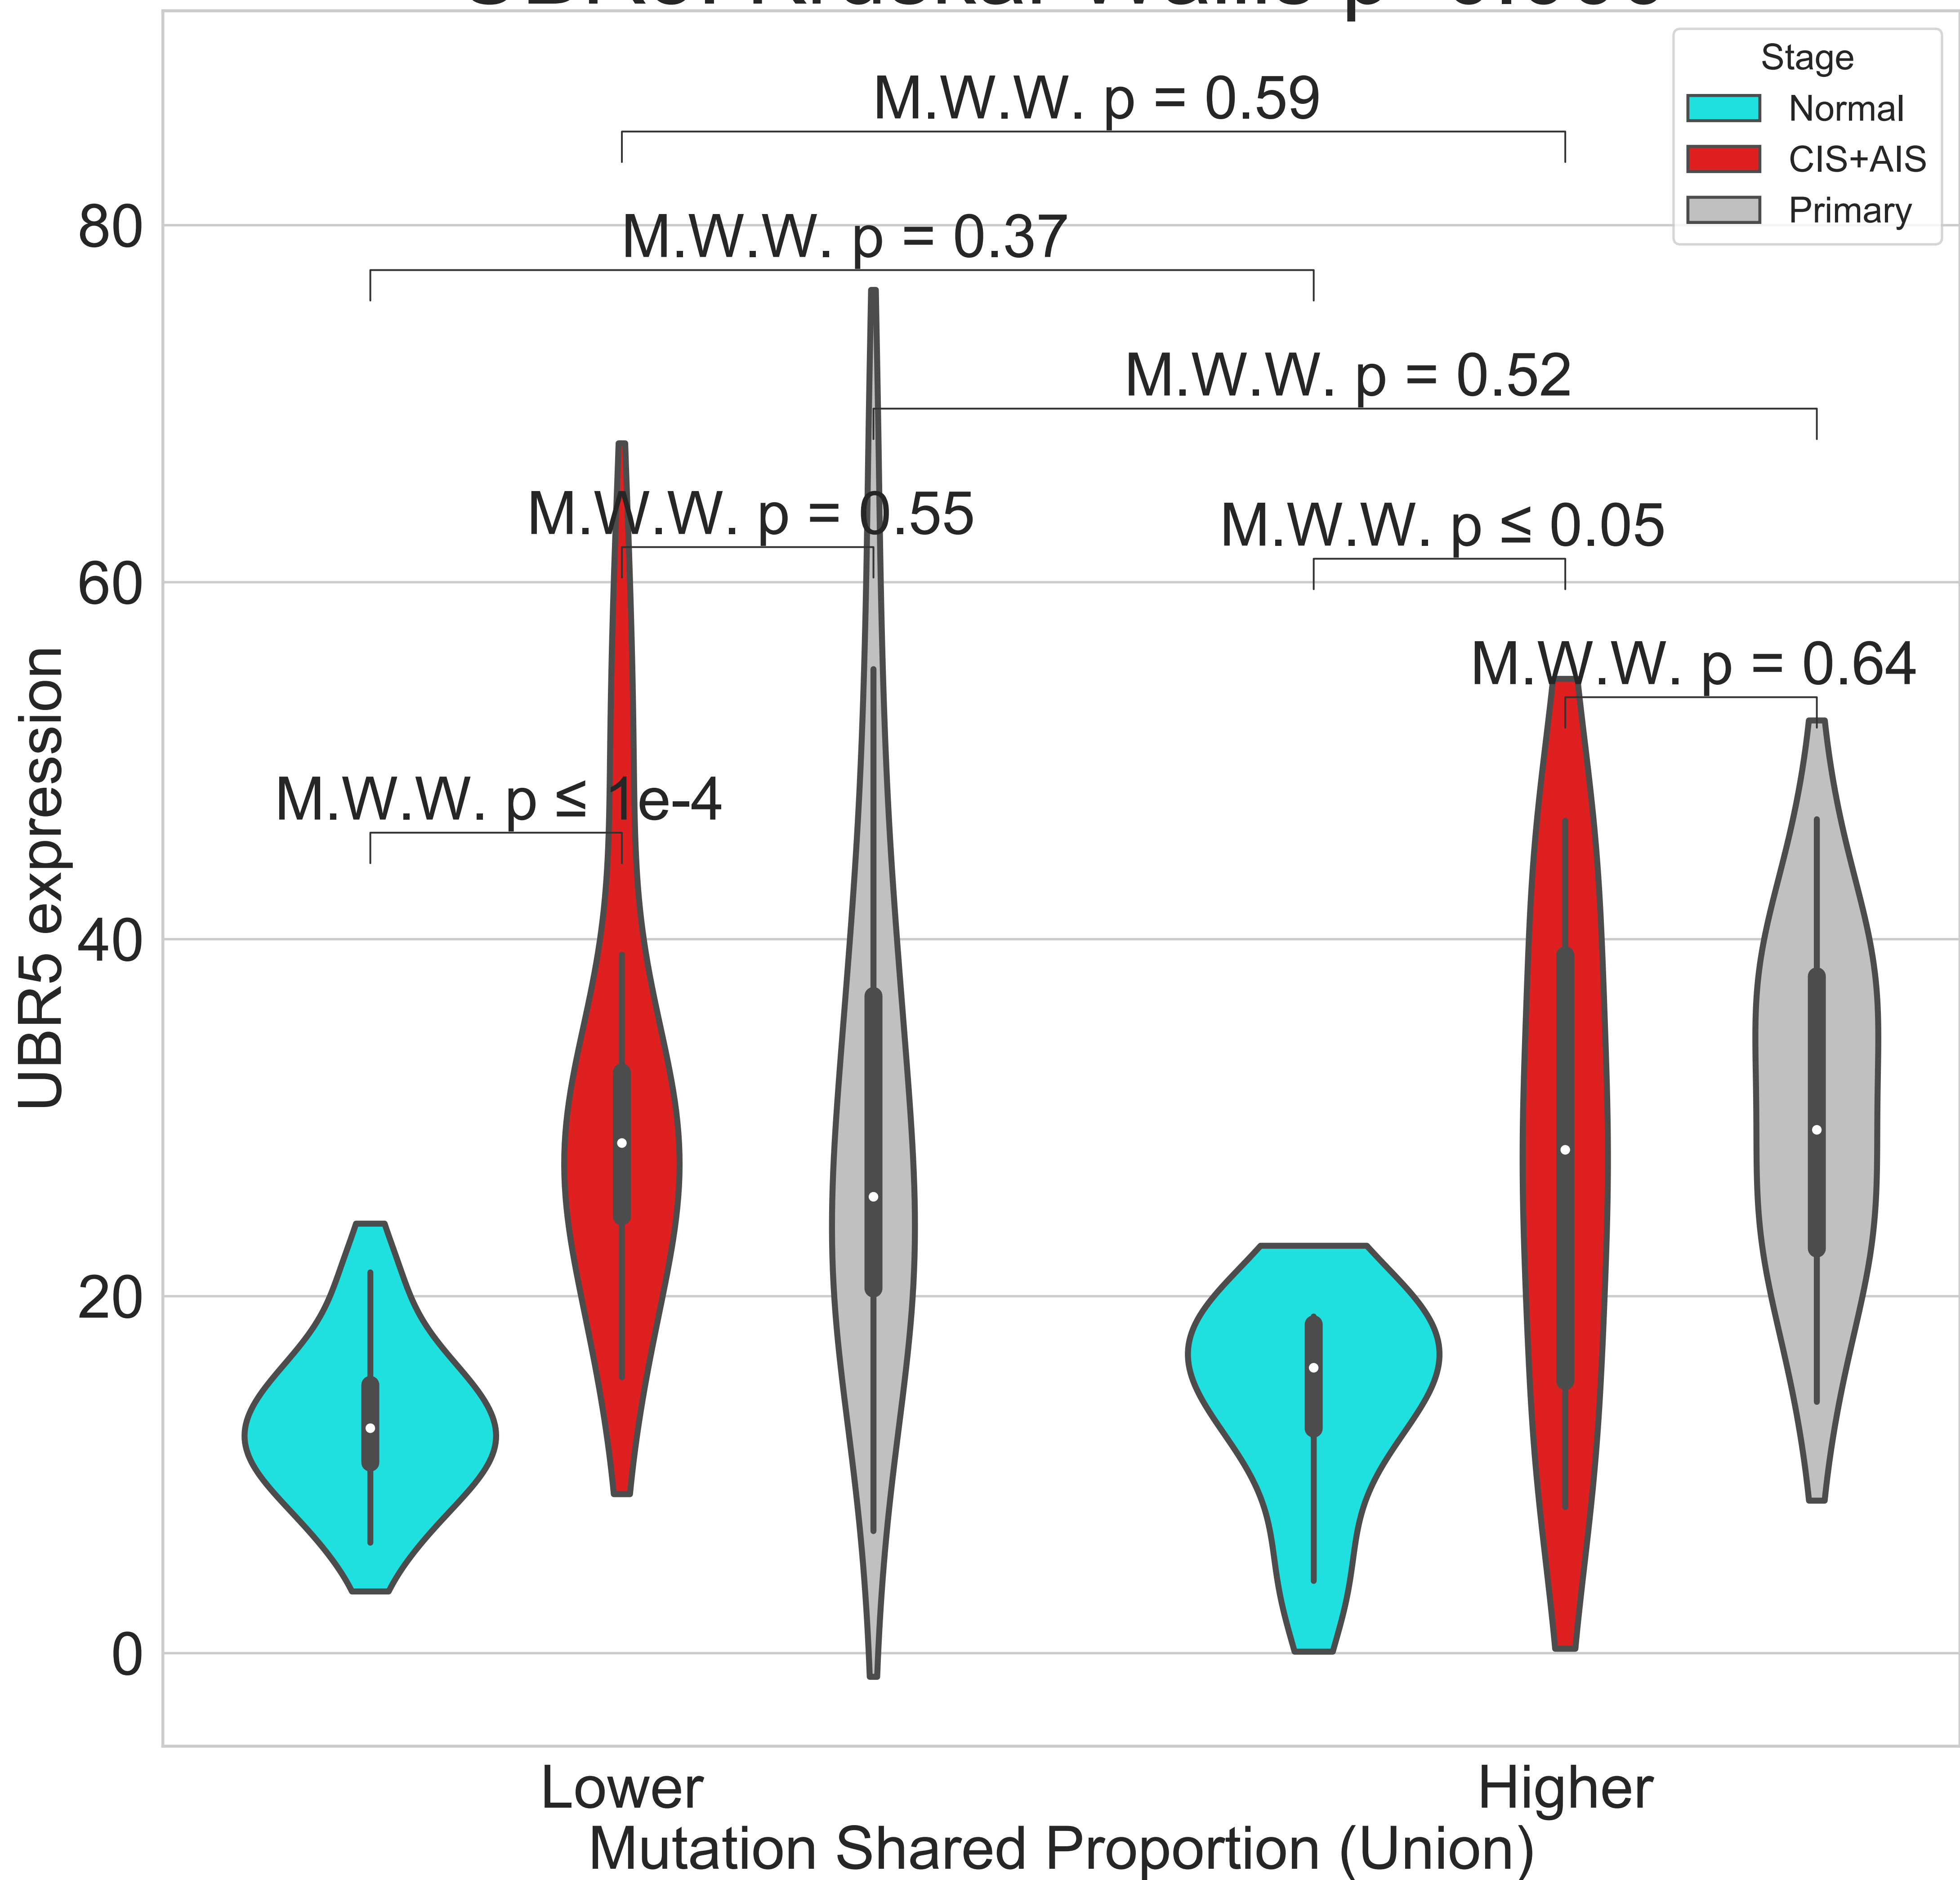 Stage
Normal
CIS+AIS
Primary
M.W.W. p = 0.59
M.W.W. p = 0.37
M.W.W. p = 0.52
M.W.W. p = 0.55
M.W.W. p ≤ 0.05
M.W.W. p = 0.64
M.W.W. p ≤ 1e-4
80
60
40
20
0
UBR5 expression
Lower
Higher
Mutation Shared Proportion (Union)